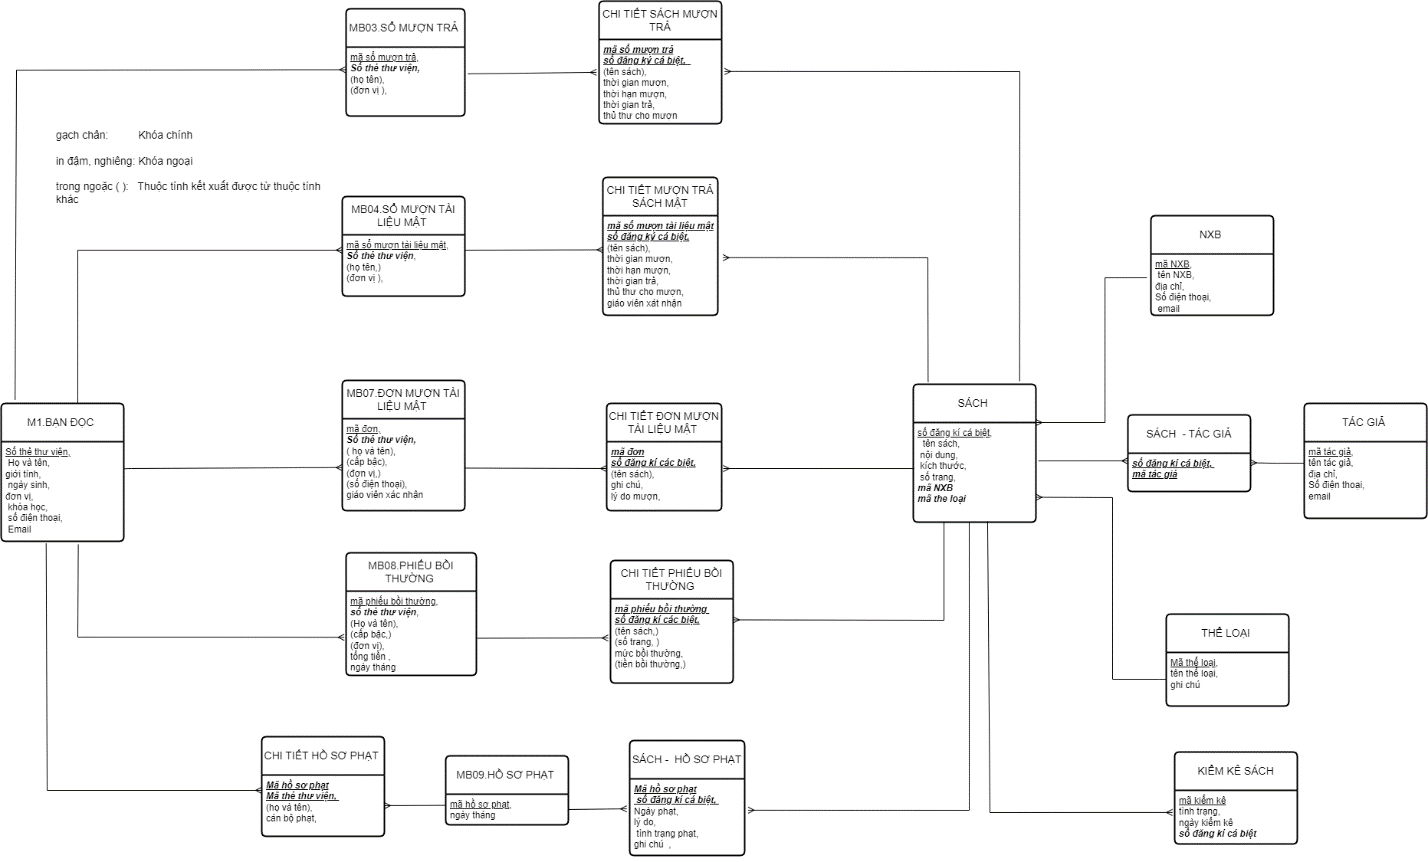 MB03.SỔ MƯỢN TRẢ
mã sổ mượn trả,
Số thẻ thư viện,
(họ tên),
(đơn vị ),
CHI TIẾT SÁCH MƯỢN
TRẢ
mã số mượn trả
số đăng ký cá biệt,
(tên sách),
thời gian mượn,
thời hạn mượn,
thời gian trả,
thủ thư cho mượn
gạch chân: Khóa chính
in đậm, nghiêng: Khóa ngoại
trong ngoặc ( ): Thuộc tính kết xuất được từ thuộc tính
khác
MB04.SỔ MƯỢN TÀI
LIỆU MẬT
mã sổ mượn tài liệu mật,
Số thẻ thư viện,
(họ tên,)
(đơn vị ),
CHI TIẾT MƯỢN TRẢ
SÁCH MẬT
mã số mượn tài liệu mật
số đăng ký cá biệt,
(tên sách),
thời gian mượn,
thời hạn mượn,
thời gian trả,
thủ thư cho mượn,
giáo viên xát nhận
NXB
mã NXB,
tên NXB,
địa chỉ,
Số điện thoại,
email
M1.BẠN ĐỌC
Số thẻ thư viện,
Họ và tên,
giới tính,
ngày sinh,
đơn vị,
khóa học,
số điện thoại,
Email
MB07.ĐƠN MƯỢN TÀI
LIỆU MẬT
mã đơn,
Số thẻ thư viện,
( họ và tên),
(cấp bậc),
(đơn vị,)
(số điện thoại),
giáo viên xác nhận
CHI TIẾT ĐƠN MƯỢN
TÀI LIỆU MẬT
mã đơn
số đăng kí các biệt,
(tên sách),
ghi chú,
lý do mượn,
SÁCH
số đăng kí cá biệt,
tên sách,
nội dung,
kích thước,
số trang,
mã NXB
mã the loại
SÁCH - TÁC GIẢ
số đăng kí cá biệt,
mã tác giả
TÁC GIẢ
mã tác giả,
tên tác giả,
địa chỉ,
Số điện thoại,
email
MB08.PHIẾU BỒI
THƯỜNG
mã phiếu bồi thường,
số thẻ thư viện,
(Họ và tên),
(cấp bậc,)
(đơn vị),
tổng tiền ,
ngày tháng
CHI TIẾT PHIẾU BỒI
THƯỜNG
mã phiếu bồi thường
số đăng kí các biệt,
(tên sách,)
(số trang, )
mức bồi thường,
(tiền bồi thường,)
THỂ LOẠI
Mã thể loại,
tên thể loại,
ghi chú
CHI TIẾT HỒ SƠ PHẠT
Mã hồ sơ phạt
Mã thẻ thư viện,
(họ và tên),
cán bộ phạt,
MB09.HỒ SƠ PHẠT
mã hồ sơ phạt,
ngày tháng
SÁCH - HỒ SƠ PHẠT
Mã hồ sơ phạt
số đăng kí cá biệt,
Ngày phạt,
lý do,
tình trạng phạt,
ghi chú ,
KIỂM KÊ SÁCH
mã kiểm kê
tình trạng,
ngày kiểm kê
số đăng kí cá biệt